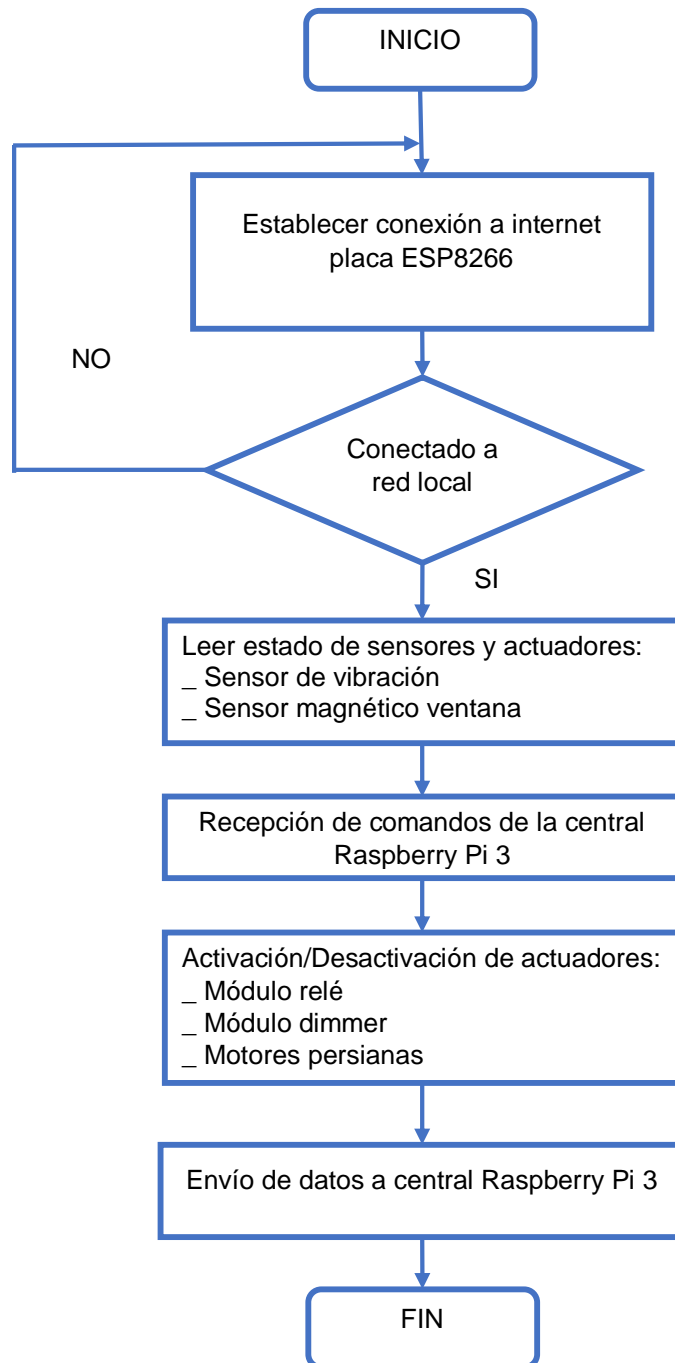 INICIO
Establecer conexión a internet
placa ESP8266
NO
Conectado a
red local
SI
Leer estado de sensores y actuadores:
_ Sensor de vibración
_ Sensor magnético ventana
Recepción de comandos de la central
Raspberry Pi 3
Activación/Desactivación de actuadores:
_ Módulo relé
_ Módulo dimmer
_ Motores persianas
Envío de datos a central Raspberry Pi 3
FIN